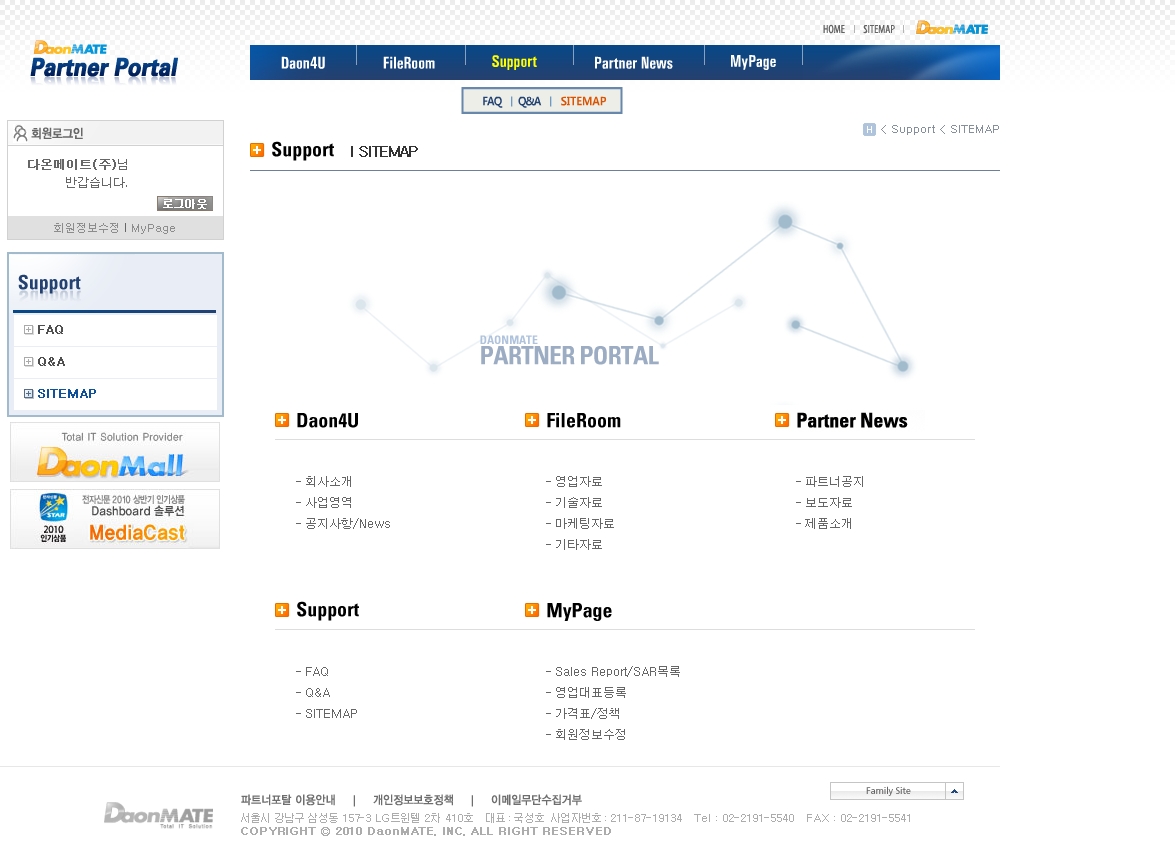 HOME | SITEMAP | DaonMATE
DaonMATE
Partner Portal
Daon4U FileRoom Support Partner News MyPage
FAQ | Q&A | SITEMAP
H < Support < SITEMAP
회원로그인
다온메이트(주)님
반갑습니다.
로그아웃
회원정보수정 | MyPage
Support | SITEMAP
Support
FAQ
Q&A
SITEMAP
Total IT Solution Provider
DaonMall
전자신문 2010 상반기 인기상품
Dashboard 솔루션
STAR
2010
인기상품
MediaCast
DAONMATE
PARTNER PORTAL
Daon4U
- 회사소개
- 사업영역
- 공지사항/News
FileRoom
- 영업자료
- 기술자료
- 마케팅자료
- 기타자료
Partner News
- 파트너공지
- 보도자료
- 제품소개
Support
- FAQ
- Q&A
- SITEMAP
MyPage
- Sales Report/SAR목록
- 영업대표등록
- 가격표/정책
- 회원정보수정
DaonMATE
Total IT Solution
파트너포탈 이용안내 | 개인정보보호정책 | 이메일무단수집거부
Family Site
서울시 강남구 삼성동 157-3 LG트윈텔 2차 410호 대표 : 국성호 사업자번호 : 211-87-19134 Tel : 02-2191-5540 FAX : 02-2191-5541
COPYRIGHT © 2010 DaonMATE, INC, ALL RIGHT RESERVED